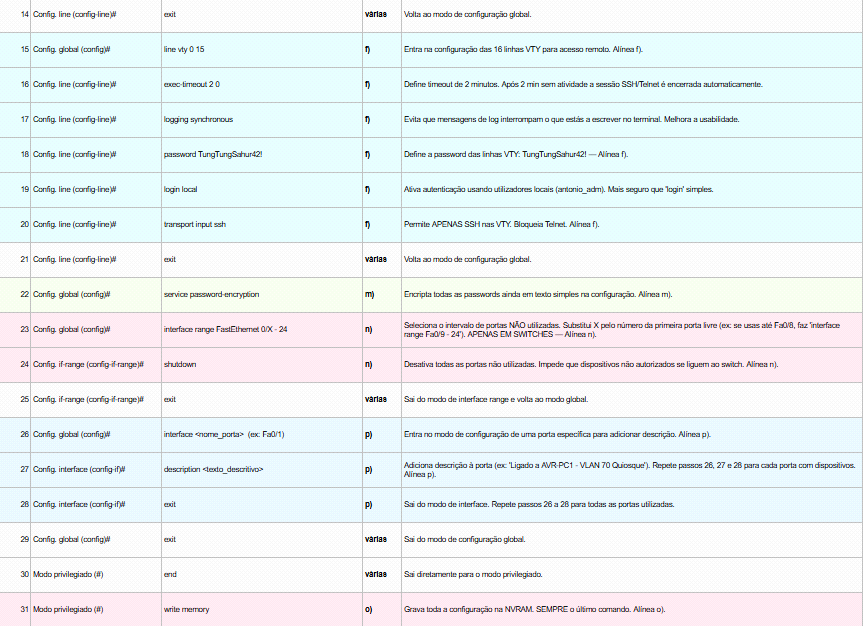 14 Config. line (config-line)# exit várias Volta ao modo de configuração global.
15 Config. global (config)# line vty 0 15 f) Entra na configuração das 16 linhas VTY para acesso remoto. Alínea f).
16 Config. line (config-line)# exec-timeout 2 0 f) Define timeout de 2 minutos. Após 2 min sem atividade a sessão SSH/Telnet é encerrada automaticamente.
17 Config. line (config-line)# logging synchronous f) Evita que mensagens de log interrompam o que estás a escrever no terminal. Melhora a usabilidade.
18 Config. line (config-line)# password TungTungSahur42! f) Define a password das linhas VTY: TungTungSahur42! — Alínea f).
19 Config. line (config-line)# login local f) Ativa autenticação usando utilizadores locais (antonio_adm). Mais seguro que 'login' simples.
20 Config. line (config-line)# transport input ssh f) Permite APENAS SSH nas VTY. Bloqueia Telnet. Alínea f).
21 Config. line (config-line)# exit várias Volta ao modo de configuração global.
22 Config. global (config)# service password-encryption m) Encripta todas as passwords ainda em texto simples na configuração. Alínea m).
23 Config. global (config)# interface range FastEthernet 0/X - 24 n) Seleciona o intervalo de portas NÃO utilizadas. Substitui X pelo número da primeira porta livre (ex: se usas até Fa0/8, faz 'interface
range Fa0/9 - 24'). APENAS EM SWITCHES — Alínea n).
24 Config. if-range (config-if-range)# shutdown n) Desativa todas as portas não utilizadas. Impede que dispositivos não autorizados se liguem ao switch. Alínea n).
25 Config. if-range (config-if-range)# exit várias Sai do modo de interface range e volta ao modo global.
26 Config. global (config)# interface <nome_porta> (ex: Fa0/1) p) Entra no modo de configuração de uma porta específica para adicionar descrição. Alínea p).
27 Config. interface (config-if)# description <texto_descritivo> p) Adiciona descrição à porta (ex: 'Ligado a AVR-PC1 - VLAN 70 Quiosque'). Repete passos 26, 27 e 28 para cada porta com dispositivos.
Alínea p).
28 Config. interface (config-if)# exit p) Sai do modo de interface. Repete passos 26 a 28 para todas as portas utilizadas.
29 Config. global (config)# exit várias Sai do modo de configuração global.
30 Modo privilegiado (#) end várias Sai diretamente para o modo privilegiado.
31 Modo privilegiado (#) write memory o) Grava toda a configuração na NVRAM. SEMPRE o último comando. Alínea o).